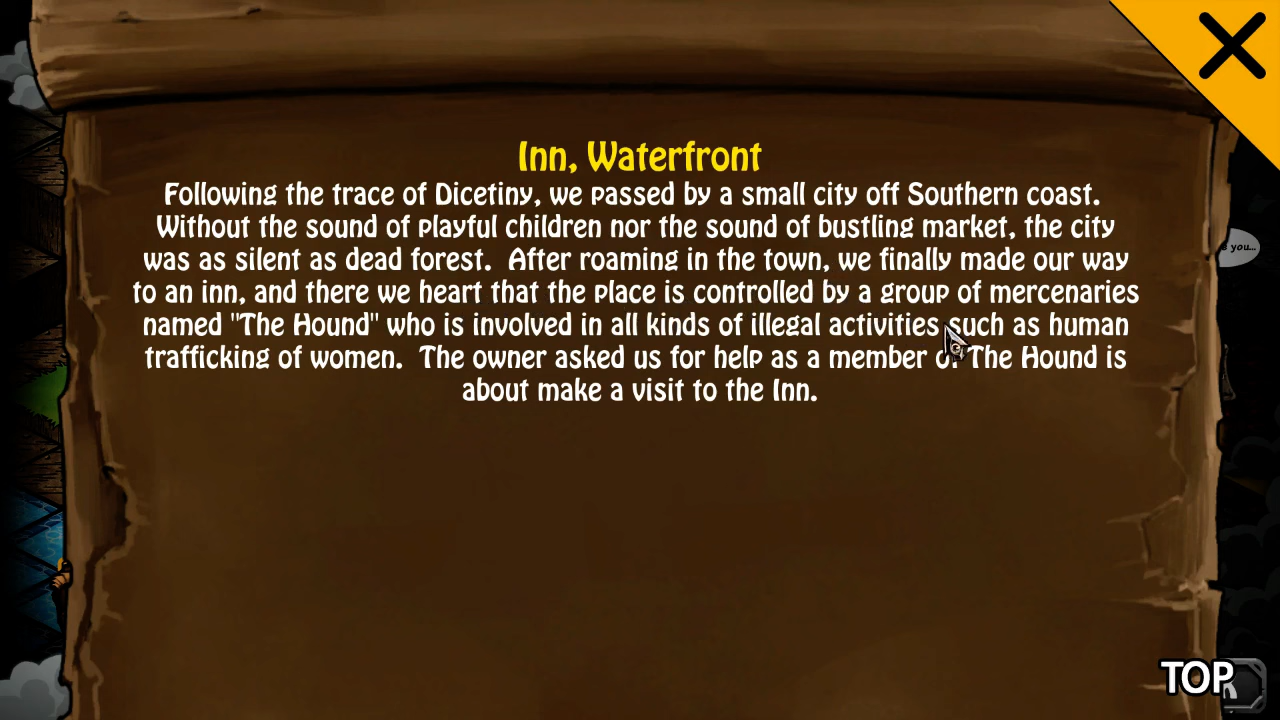 Inn, Waterfront
Following the trace of Dicetiny, we passed by a small city off Southern coast.
Without the sound of playful children nor the sound of bustling market, the city
was as silent as dead forest.  After roaming in the town, we finally made our way
to an inn, and there we heart that the place is controlled by a group of mercenaries
named "The Hound" who is involved in all kinds of illegal activities such as human
trafficking of women.  The owner asked us for help as a member of The Hound is
about make a visit to the Inn.
you...
TOP